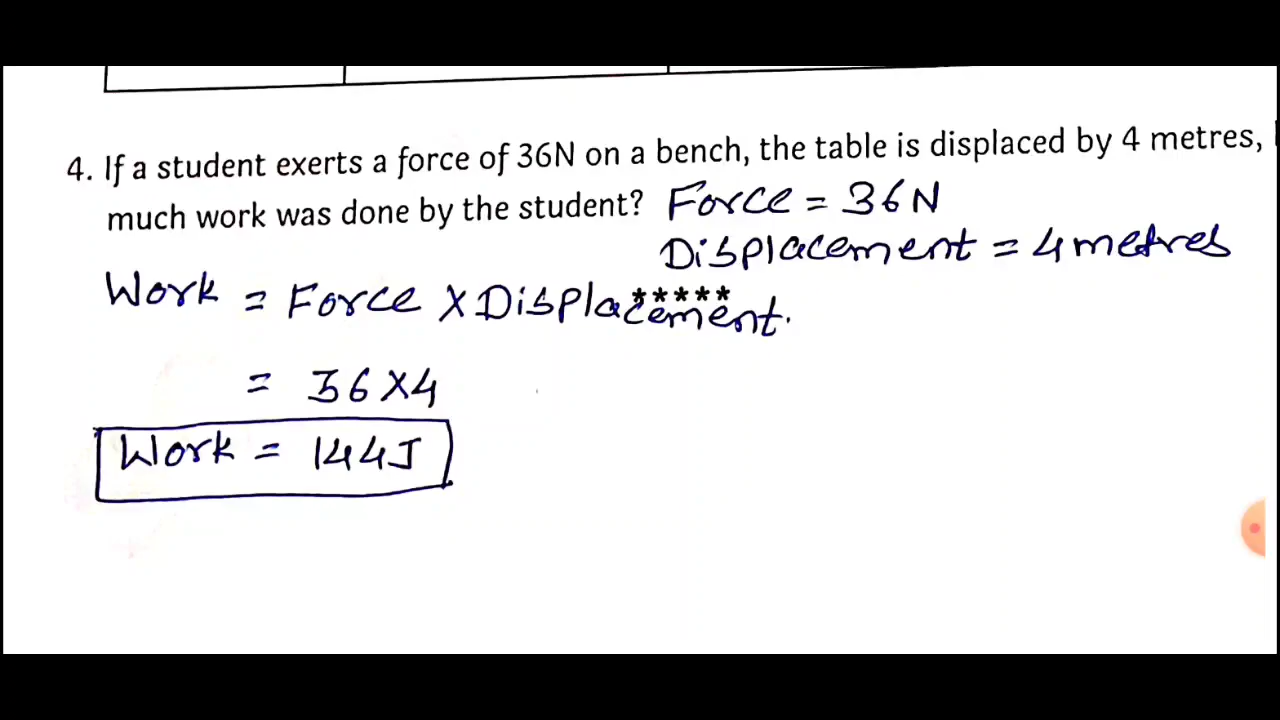 4. If a student exerts a force of 36N on a bench, the table is displaced by 4 metres,
much work was done by the student? Force = 36N
Displacement = 4 metres
Work = Force X Displacement.
*****
= 36 X 4
Work = 144J